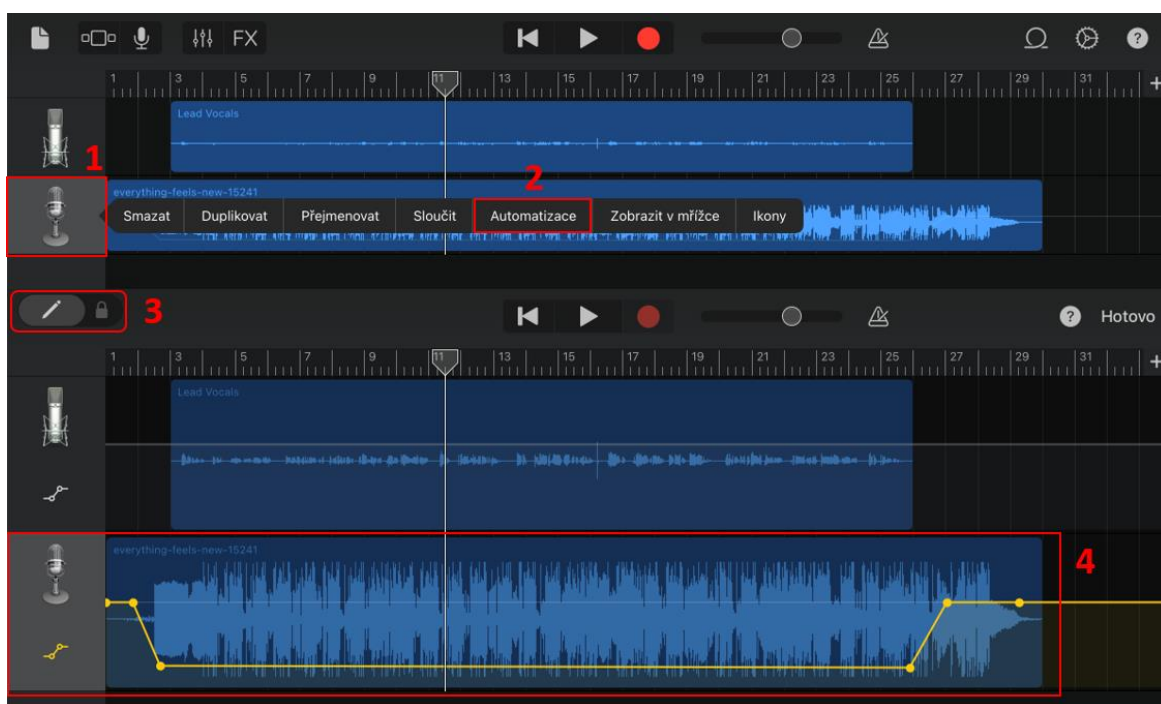 FX
?
1 3 5 7 9 11 13 15 17 19 21 23 25 27 29 31 +
Lead Vocals
1
2
everything-feels-new-15241
Smazat Duplikovat Přejmenovat Sloučit Automatizace Zobrazit v mřížce Ikony
3
? Hotovo
1 3 5 7 9 11 13 15 17 19 21 23 25 27 29 31 +
Lead Vocals
everything-feels-new-15241
4